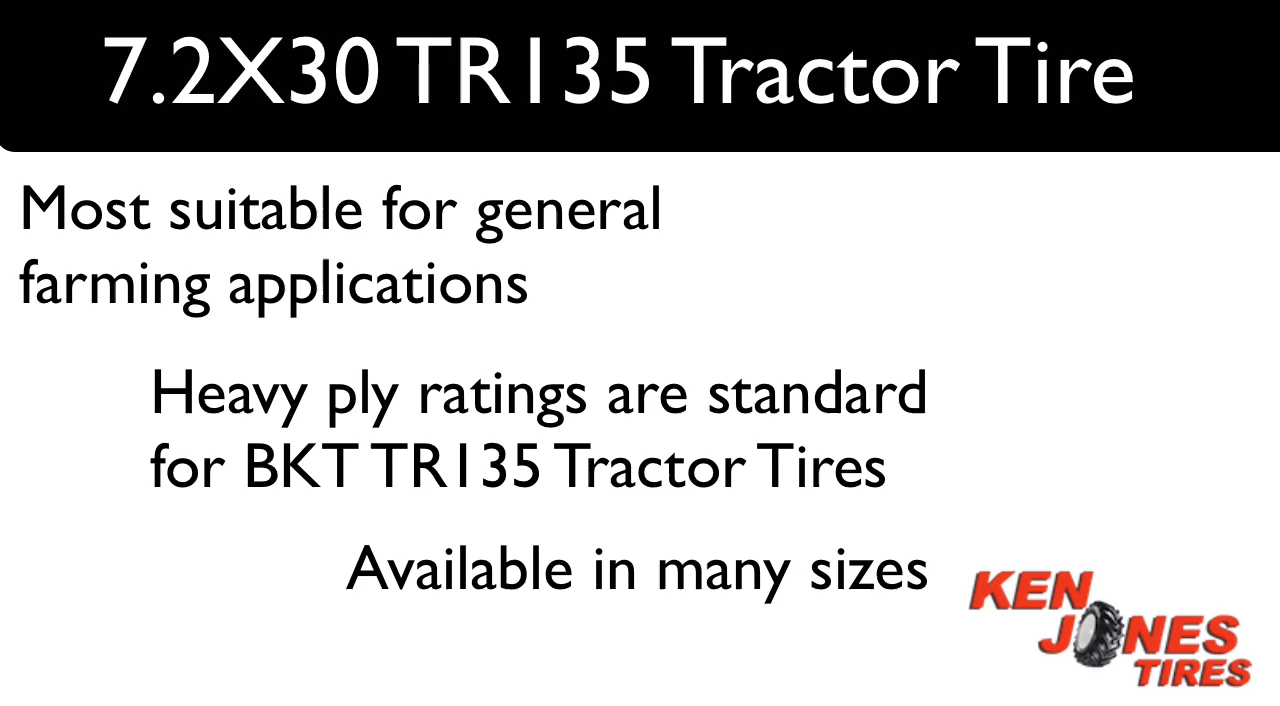 7.2X30 TR135 Tractor Tire
Most suitable for general
farming applications
Heavy ply ratings are standard
for BKT TR135 Tractor Tires
Available in many sizes
KEN
JONES
TIRES